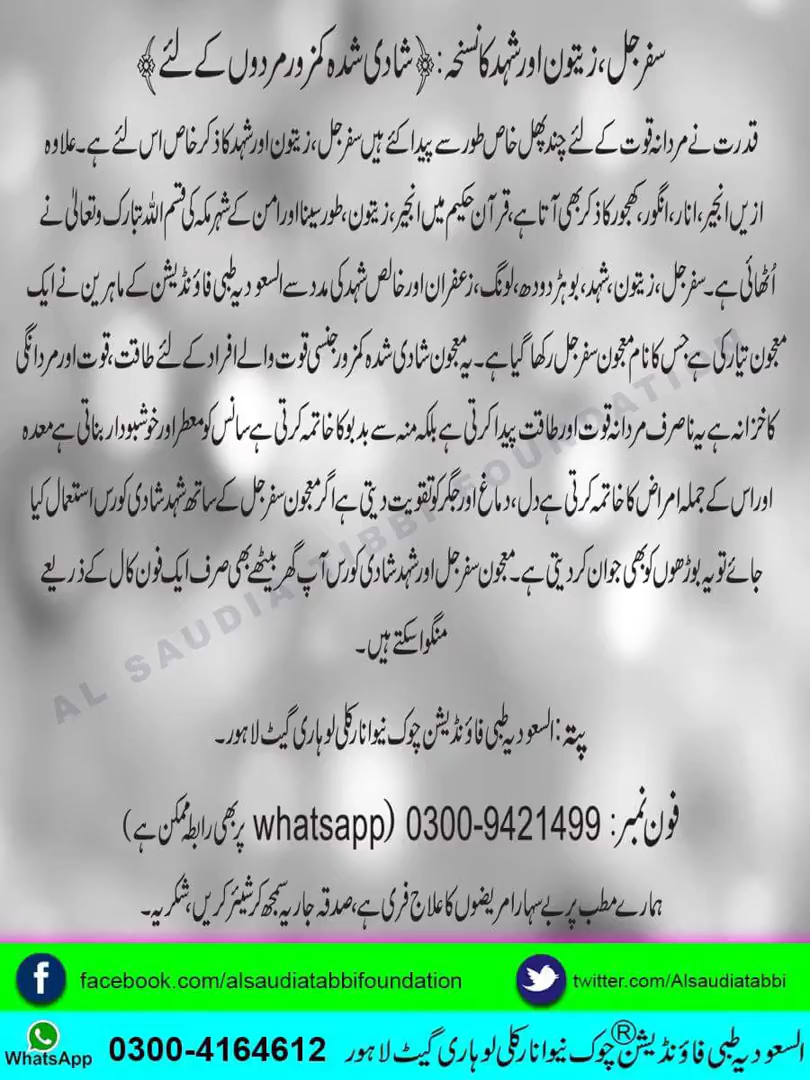 سفرجل، زیتون اور شہد کا نسخہ: ﴿شادی شدہ کمزور مردوں کے لئے﴾
قدرت نے مردانہ قوت کے لئے چند پھل خاص طور سے پیدا کئے ہیں سفرجل، زیتون اور شہد کا ذکر خاص اس لئے ہے۔ علاوہ
ازیں انجیر، انار، انگور، کھجور کا ذکر بھی آتا ہے، قرآن حکیم میں انجیر، زیتون، طور سینا اور امن کے شہر مکہ کی قسم اللہ تبارک وتعالیٰ نے
اُٹھائی ہے۔ سفرجل، زیتون، شہد، بوہڑ دودھ، لونگ، زعفران اور خالص شہد کی مدد سے السعودیہ طبی فاؤنڈیشن کے ماہرین نے ایک
معجون تیار کی ہے جس کا نام معجون سفرجل رکھا گیا ہے۔ یہ معجون شادی شدہ کمزور جنسی قوت والے افراد کے لئے طاقت، قوت اور مردانگی
کا خزانہ ہے یہ ناصرف مردانہ قوت اور طاقت پیدا کرتی ہے بلکہ منہ سے بدبو کا خاتمہ کرتی ہے سانس کو معطر اور خوشبودار بناتی ہے معدہ
اور اس کے جملہ امراض کا خاتمہ کرتی ہے دل، دماغ اور جگر کو تقویت دیتی ہے اگر معجون سفرجل کے ساتھ شہد شادی کورس استعمال کیا
جائے تو یہ بوڑھوں کو بھی جوان کر دیتی ہے۔ معجون سفرجل اور شہد شادی کورس آپ گھر بیٹھے بھی صرف ایک فون کال کے ذریعے
منگوا سکتے ہیں۔
AL SAUDIA TIBBI FOUNDATIAN
پتہ: السعودیہ طبی فاؤنڈیشن چوک نیو انارکلی لوہاری گیٹ لاہور۔
فون نمبر: 0300-9421499 (whatsapp پر بھی رابطہ ممکن ہے)
ہمارے مطب پر بے سہارا مریضوں کا علاج فری ہے، صدقہ جاریہ سمجھ کر شیئر کریں، شکریہ۔
facebook.com/alsaudiatabbifoundation twitter.com/Alsaudiatabbi
WhatsApp 0300-4164612 السعودیہ طبی فاؤنڈیشن® چوک نیو انارکلی لوہاری گیٹ لاہور